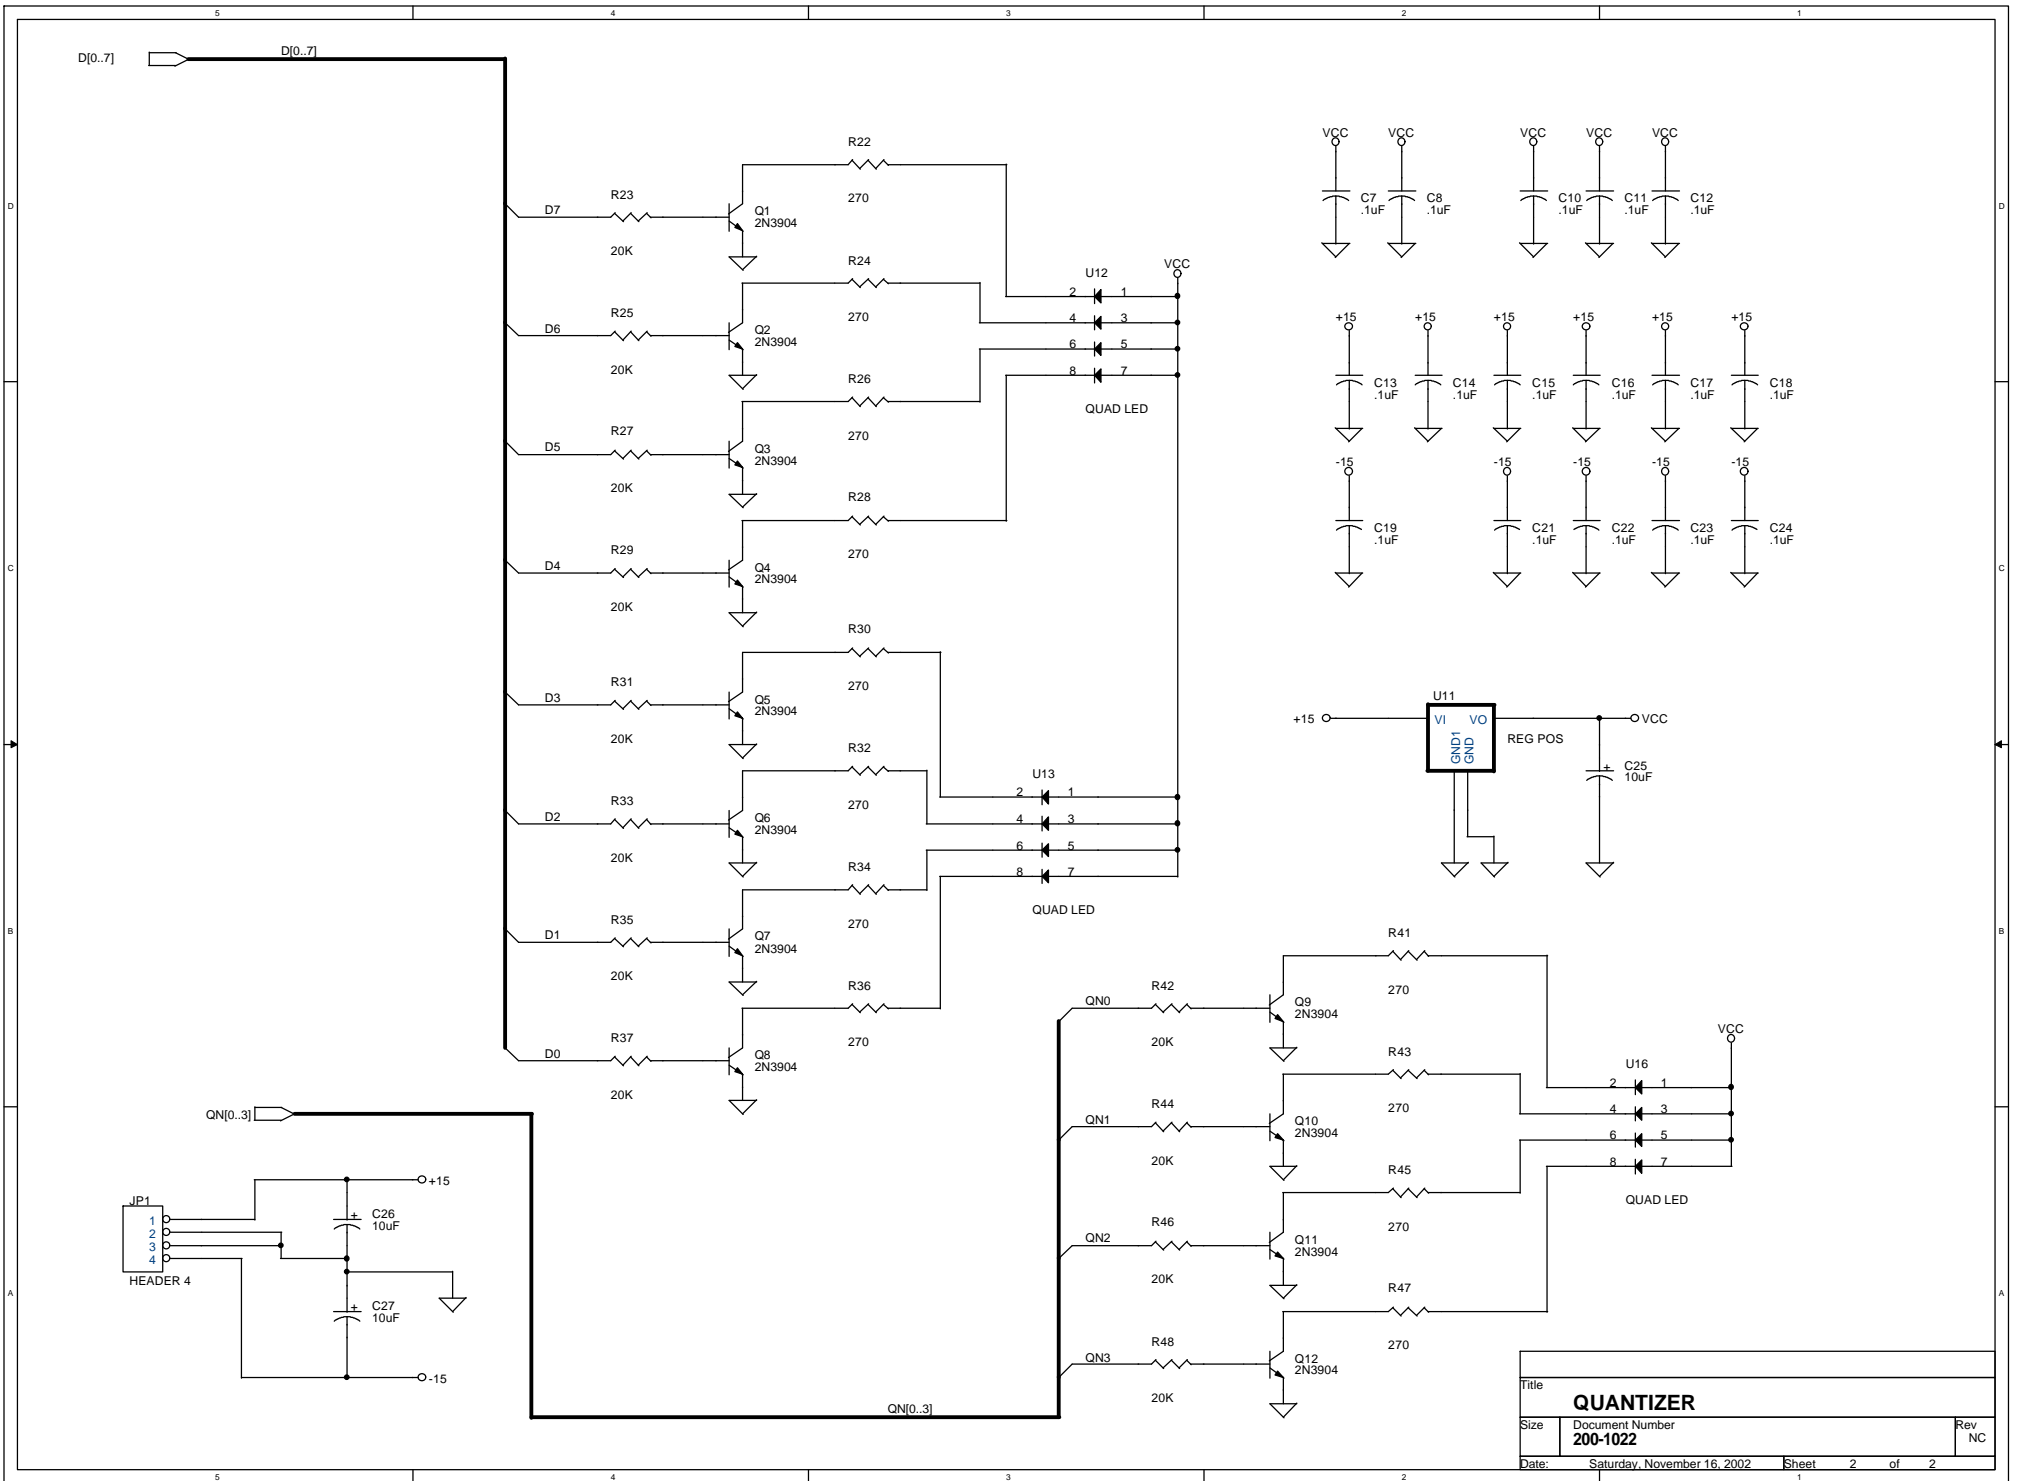 5 4 3 2 1
D[0..7] D[0..7]
D D
C C
B B
A A
R22
270
R23
D7
20K
Q1
2N3904
R24
270
R25
D6
20K
Q2
2N3904
R26
270
R27
D5
20K
Q3
2N3904
R28
270
R29
D4
20K
Q4
2N3904
U12
VCC
2 1
4 3
6 5
8 7
QUAD LED
R30
270
R31
D3
20K
Q5
2N3904
R32
270
R33
D2
20K
Q6
2N3904
R34
270
R35
D1
20K
Q7
2N3904
R36
270
R37
D0
20K
Q8
2N3904
U13
2 1
4 3
6 5
8 7
QUAD LED
VCC VCC VCC VCC VCC
C7 C8 C10 C11 C12
.1uF .1uF .1uF .1uF .1uF
+15 +15 +15 +15 +15 +15
C13 C14 C15 C16 C17 C18
.1uF .1uF .1uF .1uF .1uF .1uF
-15 -15 -15 -15 -15
C19 C21 C22 C23 C24
.1uF .1uF .1uF .1uF .1uF
U11
+15 VI VO VCC
GND1
GND
REG POS
+
C25
10uF
R41
270
QN0
R42
20K
Q9
2N3904
R43
270
QN1
R44
20K
Q10
2N3904
R45
270
QN2
R46
20K
Q11
2N3904
R47
270
QN3
R48
20K
Q12
2N3904
VCC
U16
2 1
4 3
6 5
8 7
QUAD LED
QN[0..3]
QN[0..3]
JP1
1
2
3
4
HEADER 4
+15
+
C26
10uF
+
C27
10uF
-15
Title
QUANTIZER
Size Document Number Rev
200-1022 NC
Date: Saturday, November 16, 2002 Sheet 2 of 2
5 4 3 2 1